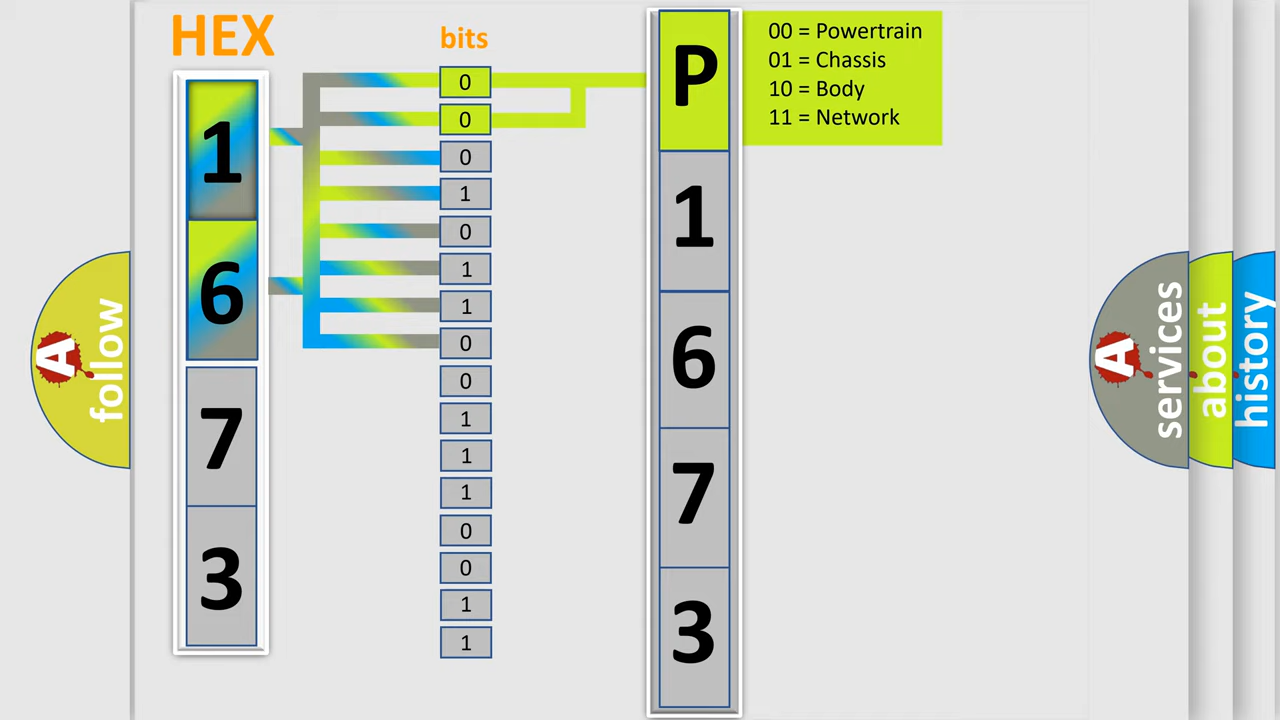 HEX
bits
1
6
7
3
0
0
0
1
0
1
1
0
0
1
1
1
0
0
1
1
P
1
6
7
3
00 = Powertrain
01 = Chassis
10 = Body
11 = Network
A
follow
A
services
about
history